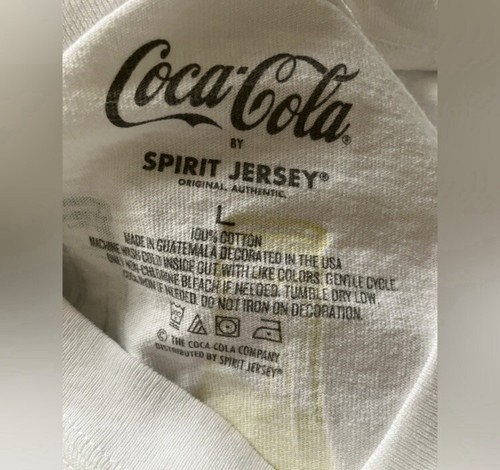 Coca-Cola®
BY
SPIRIT JERSEY®
ORIGINAL. AUTHENTIC.
L
100% COTTON
MADE IN GUATEMALA DECORATED IN THE USA
MACHINE WASH COLD INSIDE OUT WITH LIKE COLORS. GENTLE CYCLE.
ONLY NON-CHLORINE BLEACH IF NEEDED. TUMBLE DRY LOW
COOL IRON IF NEEDED. DO NOT IRON ON DECORATION.
© THE COCA-COLA COMPANY
DISTRIBUTED BY SPIRIT JERSEY®